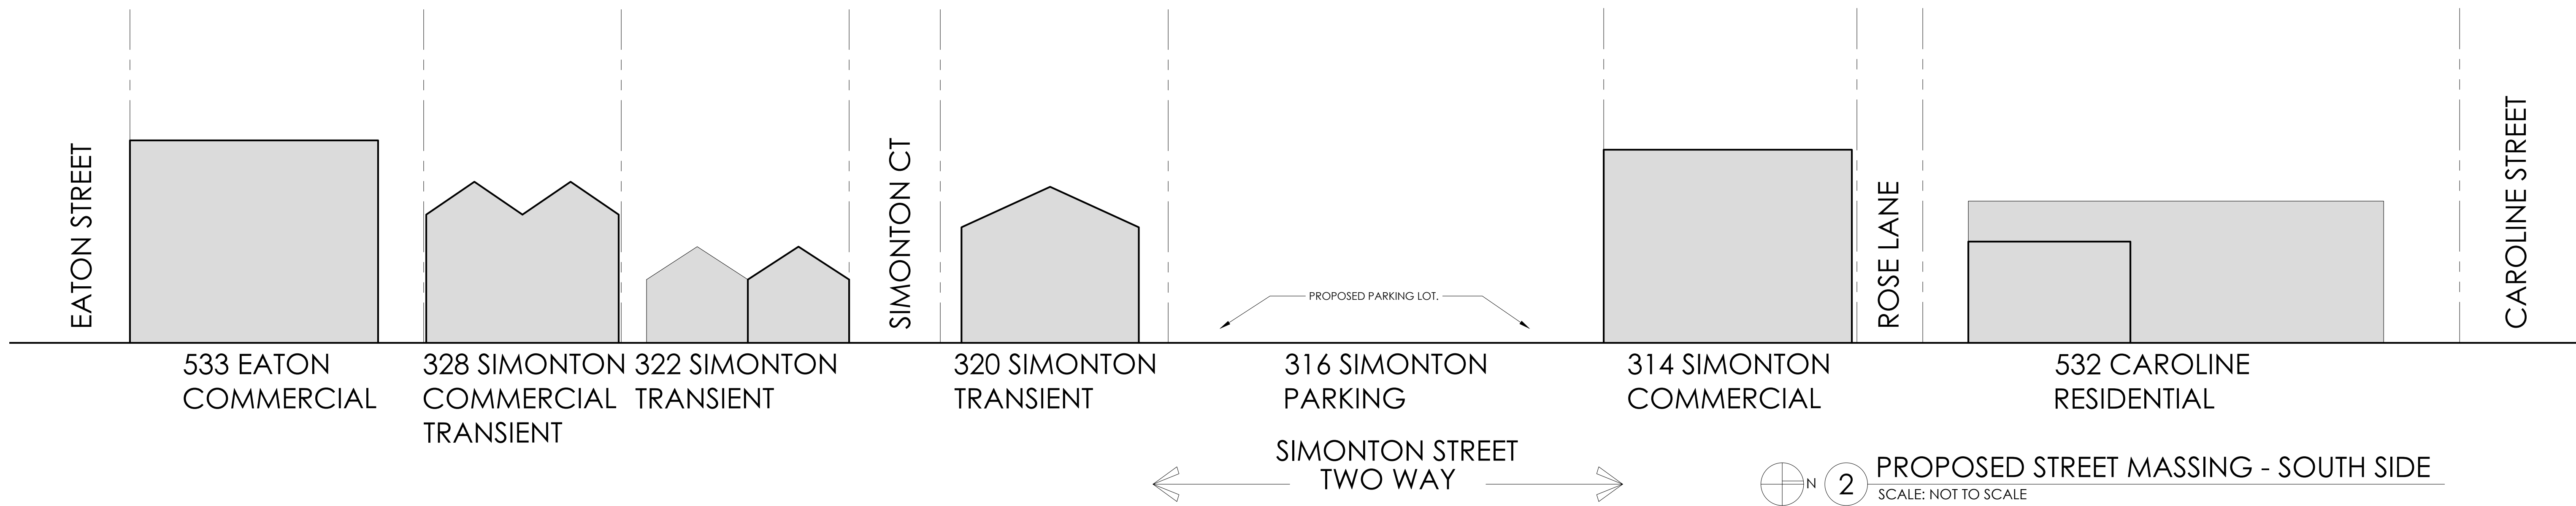 EATON STREET
SIMONTON CT
ROSE LANE
CAROLINE STREET
PROPOSED PARKING LOT.
533 EATON
COMMERCIAL
328 SIMONTON
COMMERCIAL
TRANSIENT
322 SIMONTON
TRANSIENT
320 SIMONTON
TRANSIENT
316 SIMONTON
PARKING
314 SIMONTON
COMMERCIAL
532 CAROLINE
RESIDENTIAL
SIMONTON STREET
TWO WAY
N
2
PROPOSED STREET MASSING - SOUTH SIDE
SCALE: NOT TO SCALE